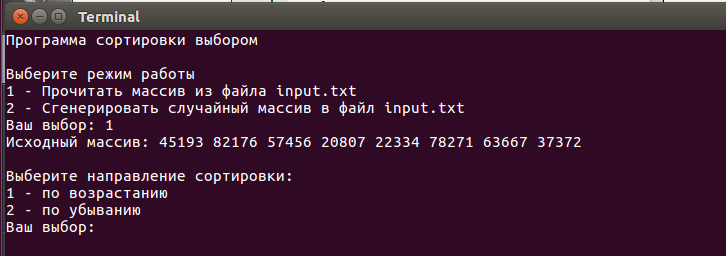 Terminal
Программа сортировки выбором
Выберите режим работы
1 - Прочитать массив из файла input.txt
2 - Сгенерировать случайный массив в файл input.txt
Ваш выбор: 1
Исходный массив: 45193 82176 57456 20807 22334 78271 63667 37372
Выберите направление сортировки:
1 - по возрастанию
2 - по убыванию
Ваш выбор: